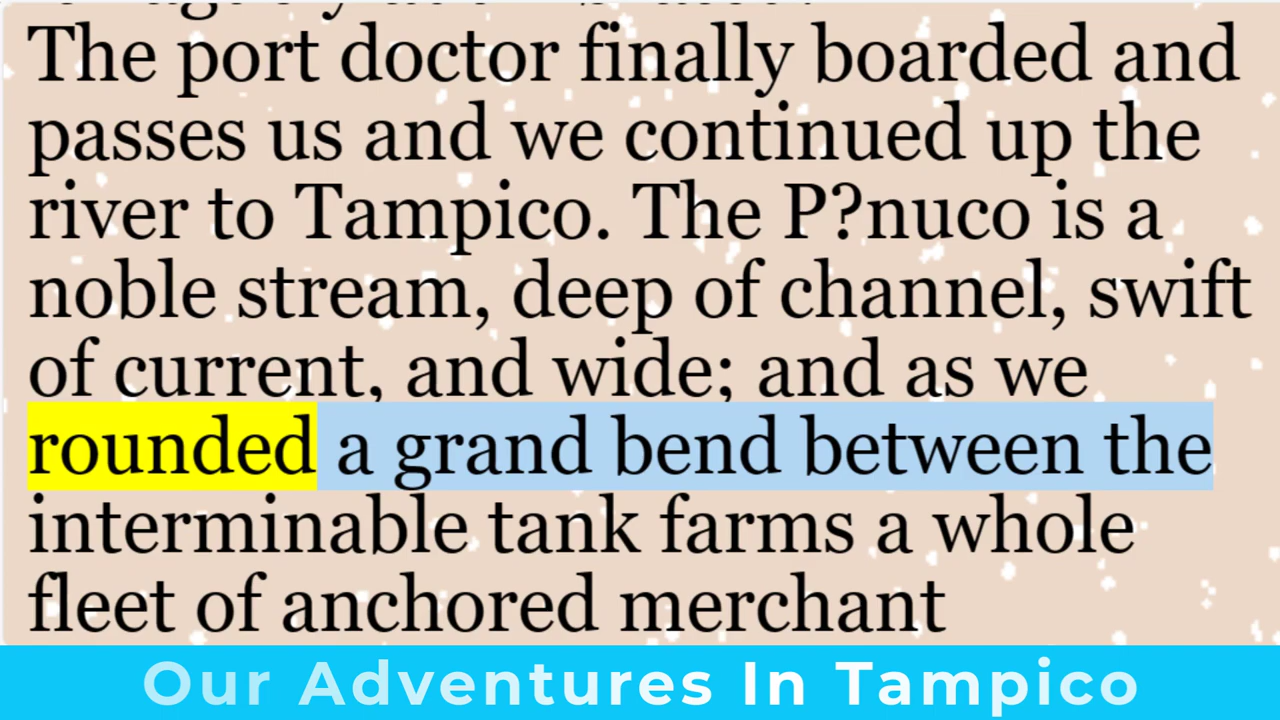 The port doctor finally boarded and
passes us and we continued up the
river to Tampico. The P?nuco is a
noble stream, deep of channel, swift
of current, and wide; and as we
rounded a grand bend between the
interminable tank farms a whole
fleet of anchored merchant
Our Adventures In Tampico